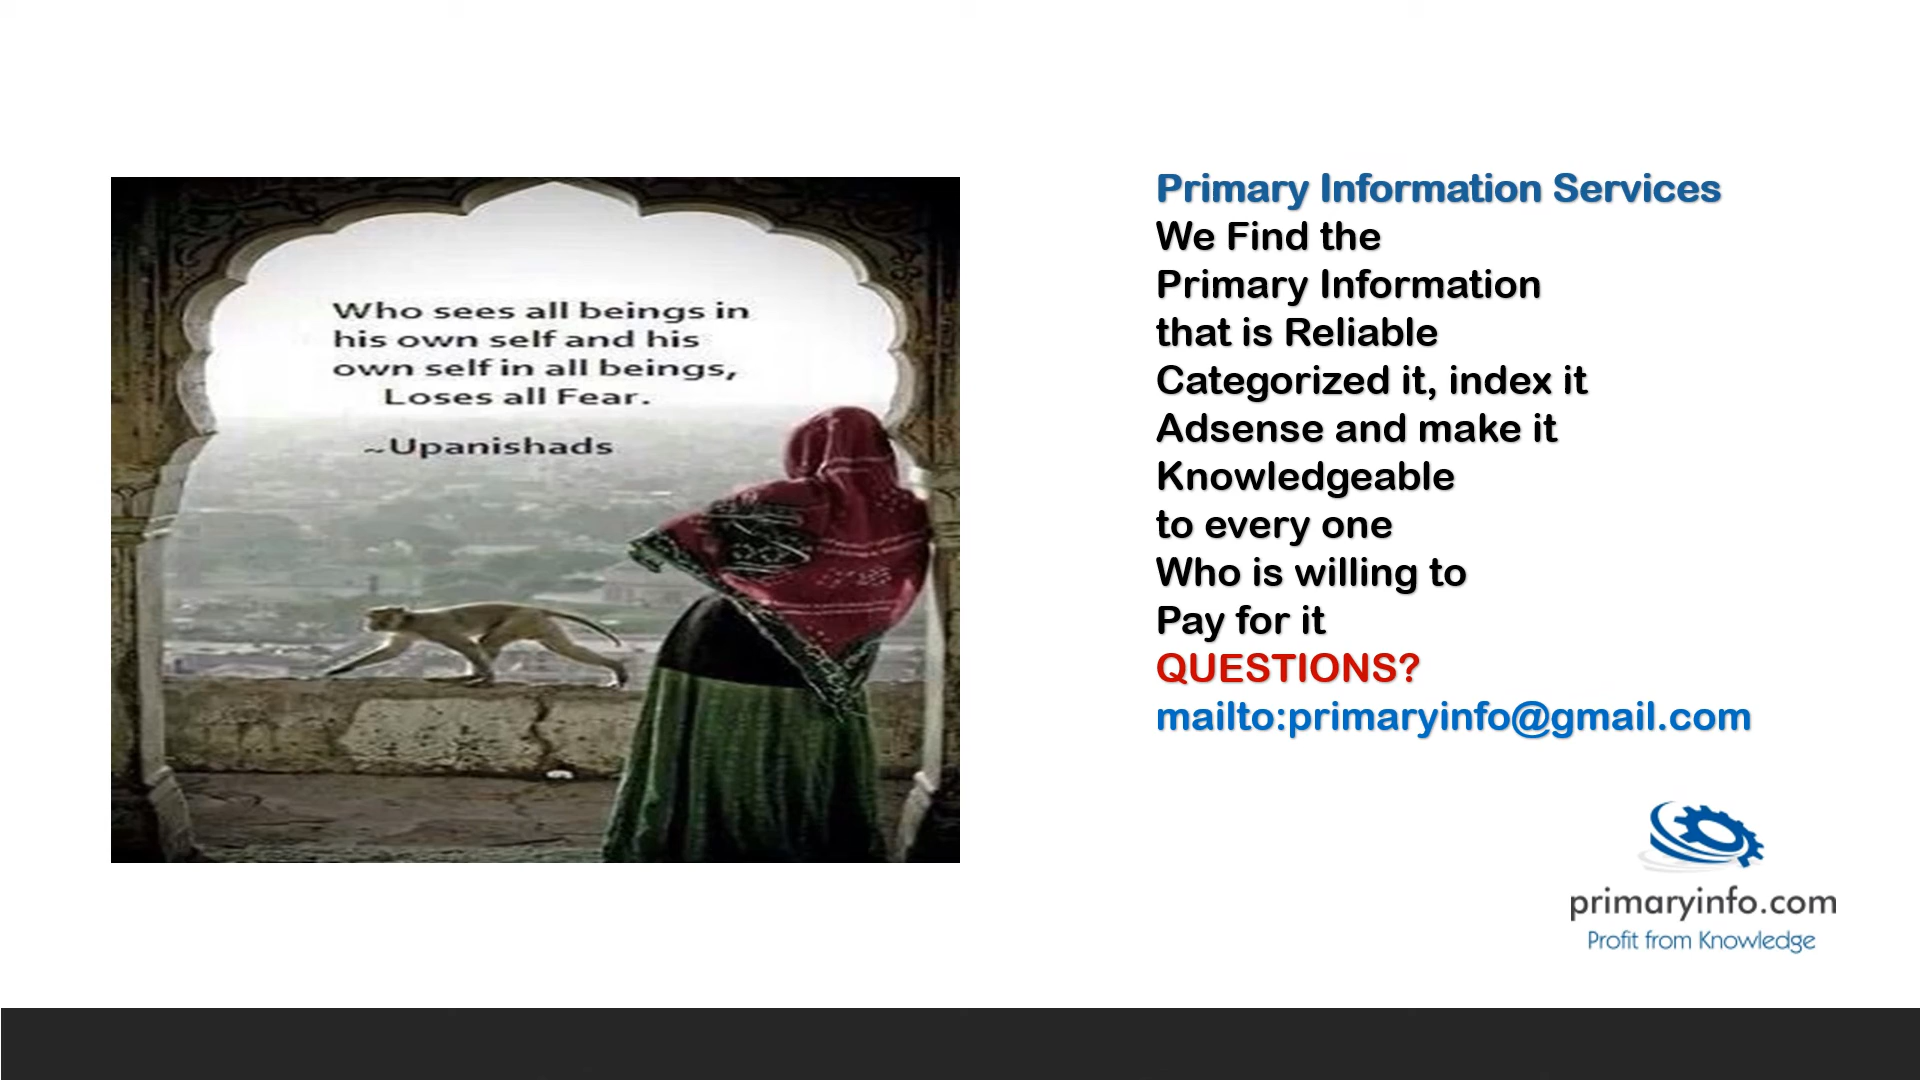 Who sees all beings in
his own self and his
own self in all beings,
Loses all Fear.
~Upanishads
Primary Information Services
We Find the
Primary Information
that is Reliable
Categorized it, index it
Adsense and make it
Knowledgeable
to every one
Who is willing to
Pay for it
QUESTIONS?
mailto:primaryinfo@gmail.com
primaryinfo.com
Profit from Knowledge